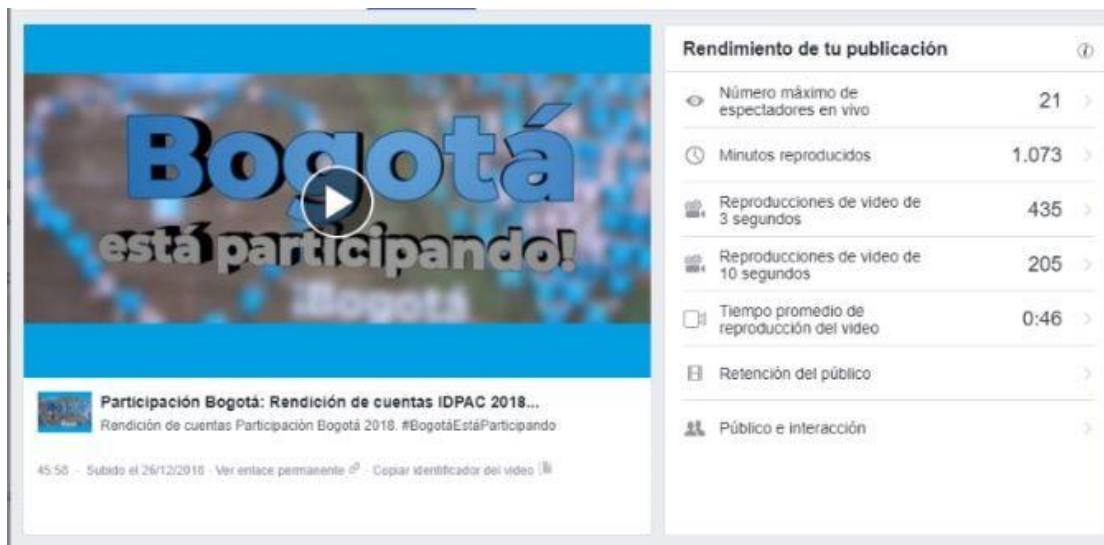 Bogotá
está participando!
¡Bogotá
Participación Bogotá: Rendición de cuentas IDPAC 2018...
Rendición de cuentas Participación Bogotá 2018. #BogotáEstáParticipando
45:58 · Subido el 26/12/2018 · Ver enlace permanente · Copiar identificador del video
Rendimiento de tu publicación
Número máximo de
espectadores en vivo
21
Minutos reproducidos
1.073
Reproducciones de video de
3 segundos
435
Reproducciones de video de
10 segundos
205
Tiempo promedio de
reproducción del video
0:46
Retención del público
Público e interacción